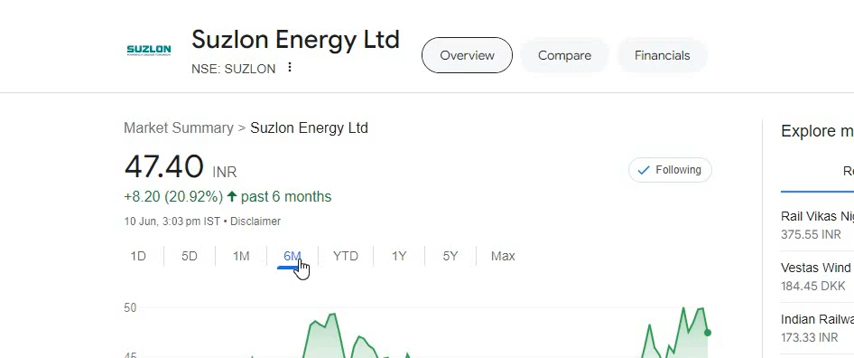 SUZLON
Suzlon Energy Ltd
NSE: SUZLON
Overview
Compare
Financials
Market Summary > Suzlon Energy Ltd
47.40 INR
Following
+8.20 (20.92%) ↑ past 6 months
10 Jun, 3:03 pm IST • Disclaimer
1D 5D 1M 6M YTD 1Y 5Y Max
50
45
Explore
Rail Vikas
375.55 INR
Vestas Wind
184.45 DKK
Indian
173.33 INR